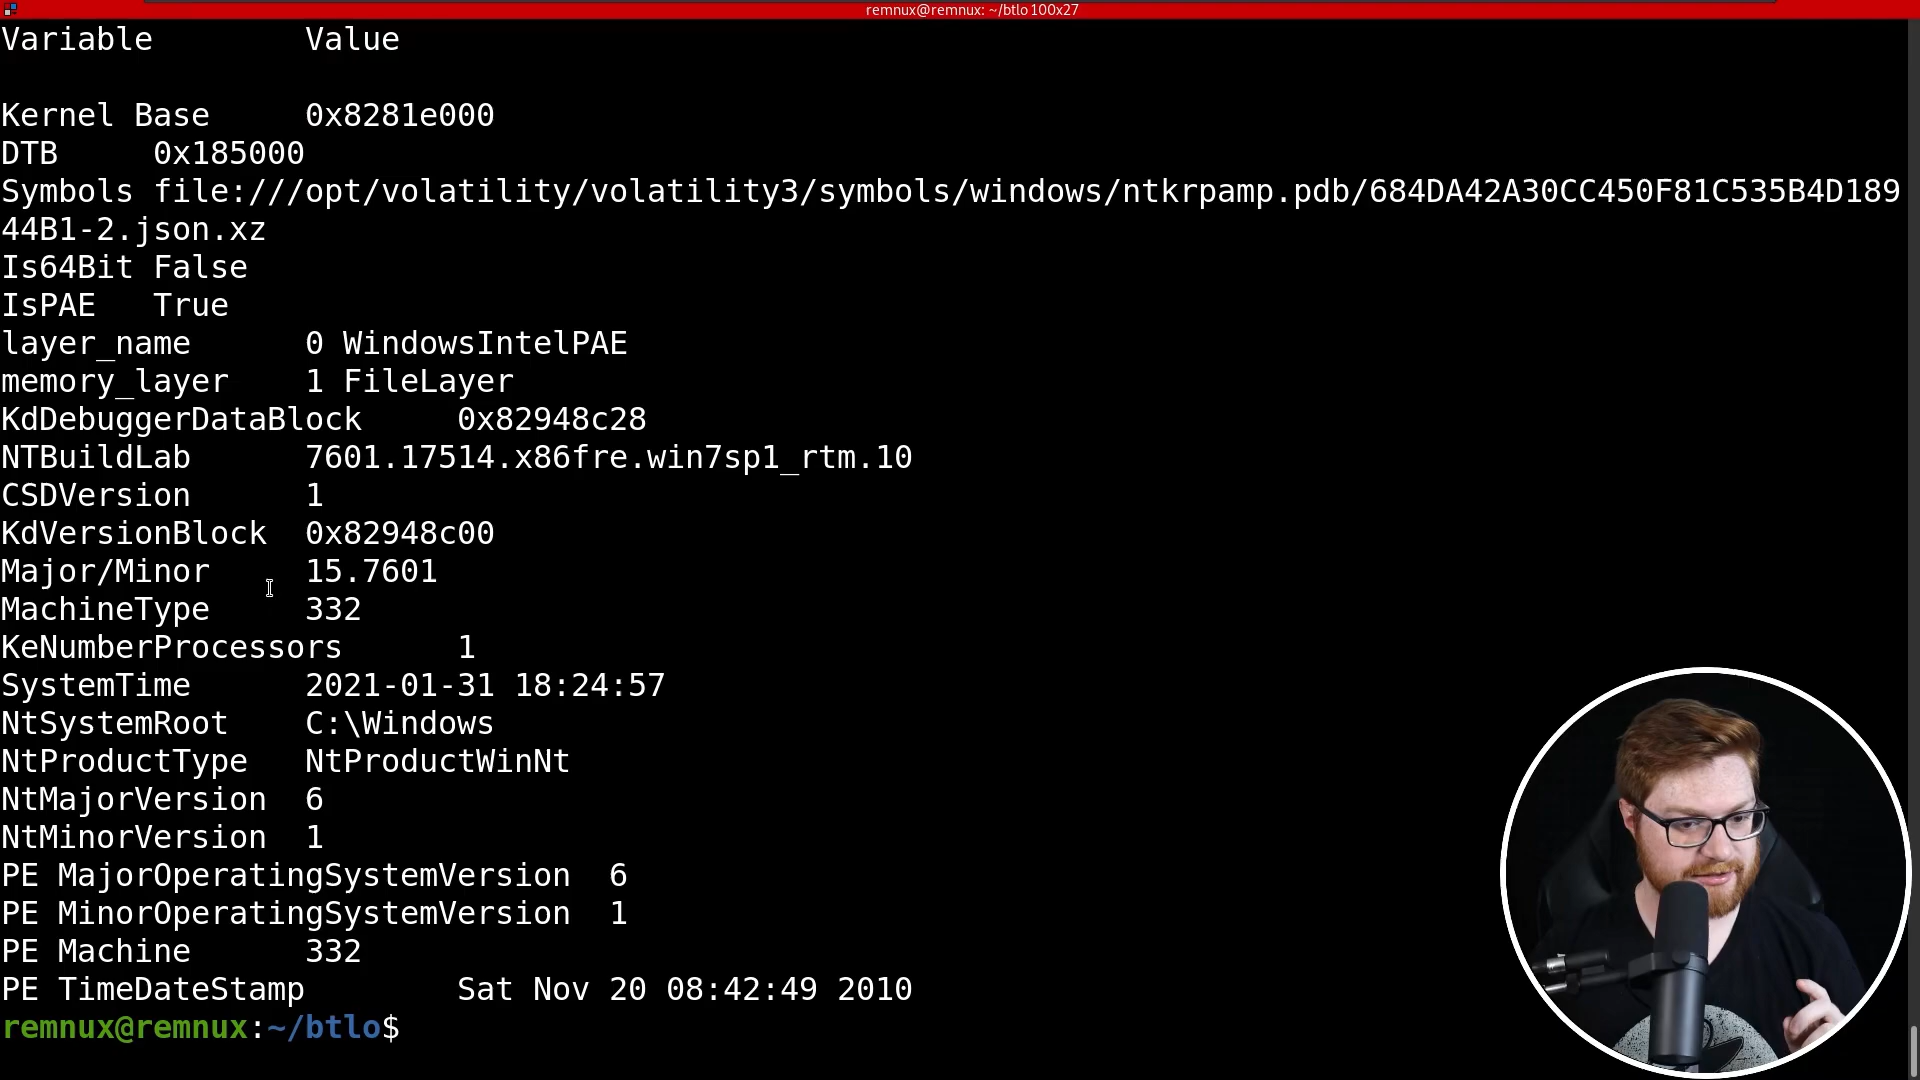 remnux@remnux: ~/btlo 100x27
Variable Value
Kernel Base 0x8281e000
DTB 0x185000
Symbols file:///opt/volatility/volatility3/symbols/windows/ntkrpamp.pdb/684DA42A30CC450F81C535B4D189
44B1-2.json.xz
Is64Bit False
IsPAE True
layer_name 0 WindowsIntelPAE
memory_layer 1 FileLayer
KdDebuggerDataBlock 0x82948c28
NTBuildLab 7601.17514.x86fre.win7sp1_rtm.10
CSDVersion 1
KdVersionBlock 0x82948c00
Major/Minor 15.7601
MachineType 332
KeNumberProcessors 1
SystemTime 2021-01-31 18:24:57
NtSystemRoot C:\Windows
NtProductType NtProductWinNt
NtMajorVersion 6
NtMinorVersion 1
PE MajorOperatingSystemVersion 6
PE MinorOperatingSystemVersion 1
PE Machine 332
PE TimeDateStamp Sat Nov 20 08:42:49 2010
remnux@remnux:~/btlo$